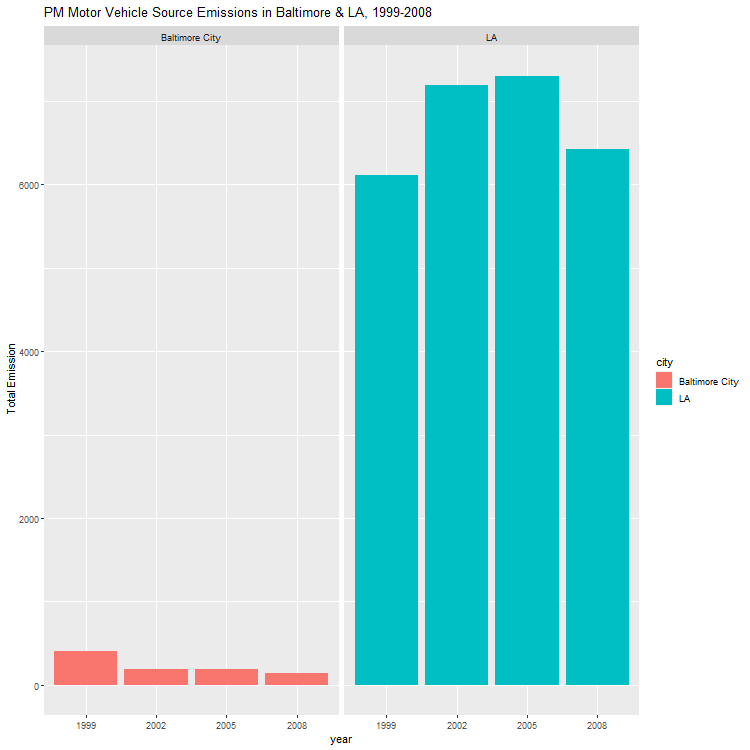 PM Motor Vehicle Source Emissions in Baltimore & LA, 1999-2008
Baltimore City
LA
6000
4000
2000
0
Total Emission
1999 2002 2005 2008
1999 2002 2005 2008
year
city
Baltimore City
LA